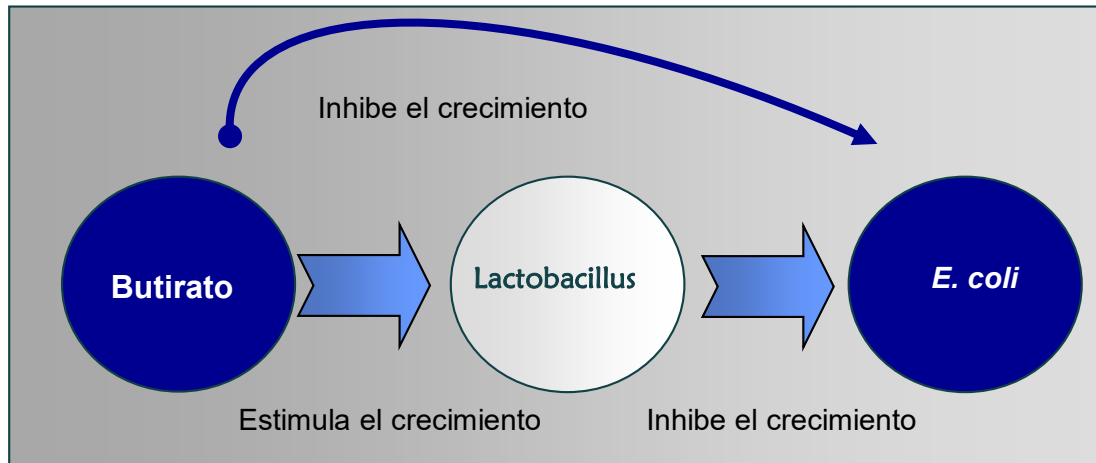 Inhibe el crecimiento
Butirato
Lactobacillus
E. coli
Estimula el crecimiento
Inhibe el crecimiento